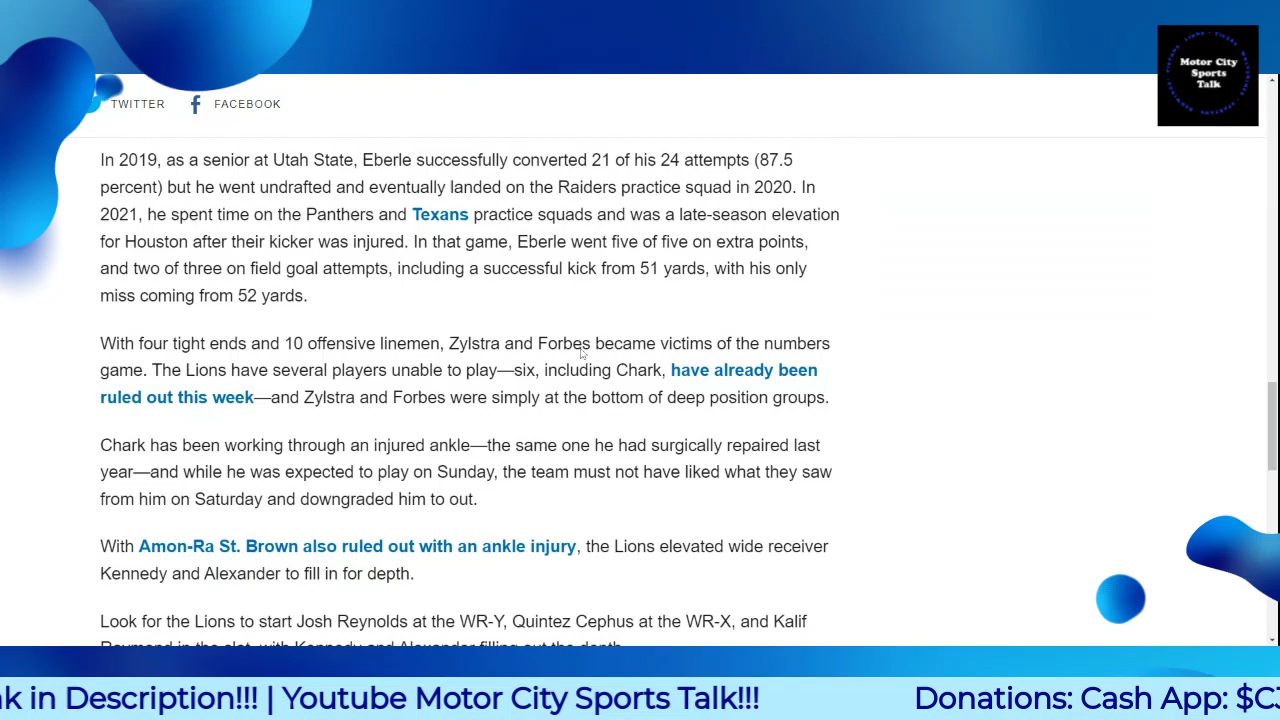 Motor City
Sports
Talk
TWITTER FACEBOOK
In 2019, as a senior at Utah State, Eberle successfully converted 21 of his 24 attempts (87.5
percent) but he went undrafted and eventually landed on the Raiders practice squad in 2020. In
2021, he spent time on the Panthers and Texans practice squads and was a late-season elevation
for Houston after their kicker was injured. In that game, Eberle went five of five on extra points,
and two of three on field goal attempts, including a successful kick from 51 yards, with his only
miss coming from 52 yards.
With four tight ends and 10 offensive linemen, Zylstra and Forbes became victims of the numbers
game. The Lions have several players unable to play—six, including Chark, have already been
ruled out this week—and Zylstra and Forbes were simply at the bottom of deep position groups.
Chark has been working through an injured ankle—the same one he had surgically repaired last
year—and while he was expected to play on Sunday, the team must not have liked what they saw
from him on Saturday and downgraded him to out.
With Amon-Ra St. Brown also ruled out with an ankle injury, the Lions elevated wide receiver
Kennedy and Alexander to fill in for depth.
Look for the Lions to start Josh Reynolds at the WR-Y, Quintez Cephus at the WR-X, and Kalif
Raymond in the slot, with Kennedy and Alexander filling out the depth.
in Description!!! | Youtube Motor City Sports Talk!!! Donations: Cash App: